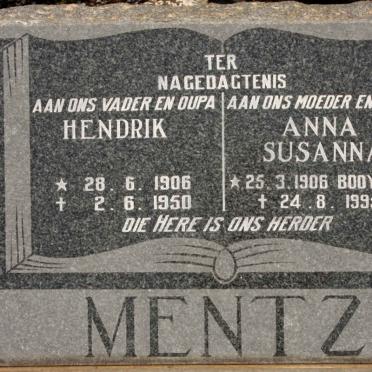 TER
NAGEDAGTENIS
AAN ONS VADER EN OUPA AAN ONS MOEDER EN
HENDRIK ANNA
SUSANNA
★ 28. 6. 1906 ★ 25. 3. 1906
† 2. 6. 1950 † 24. 8.
DIE HERE IS ONS HERDER
MENTZ